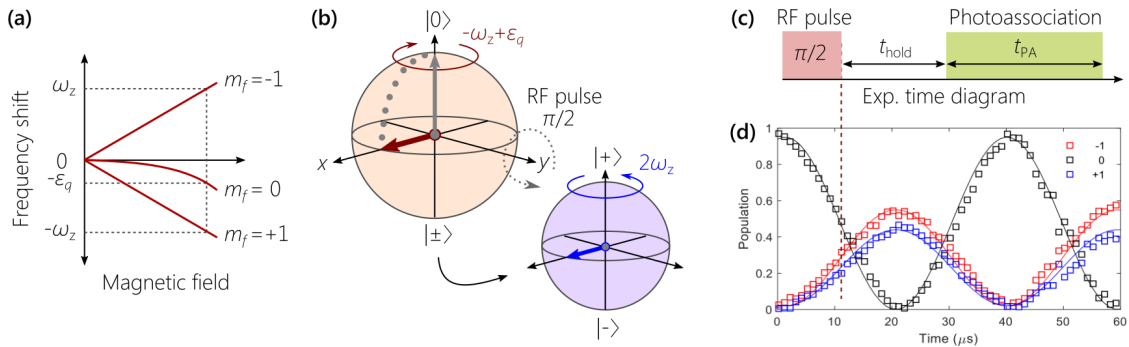 (a)
Frequency shift
ω_z
0
-ε_q
-ω_z
m_f = -1
m_f = 0
m_f = +1
Magnetic field
(b)
|0⟩
-ω_z+ε_q
x
y
|±⟩
RF pulse
π/2
|+⟩
2ω_z
|-⟩
(c)
RF pulse
Photoassociation
π/2
t_hold
t_PA
Exp. time diagram
(d)
Population
1
0.8
0.6
0.4
0.2
0
-1
0
+1
0 10 20 30 40 50 60
Time (μs)